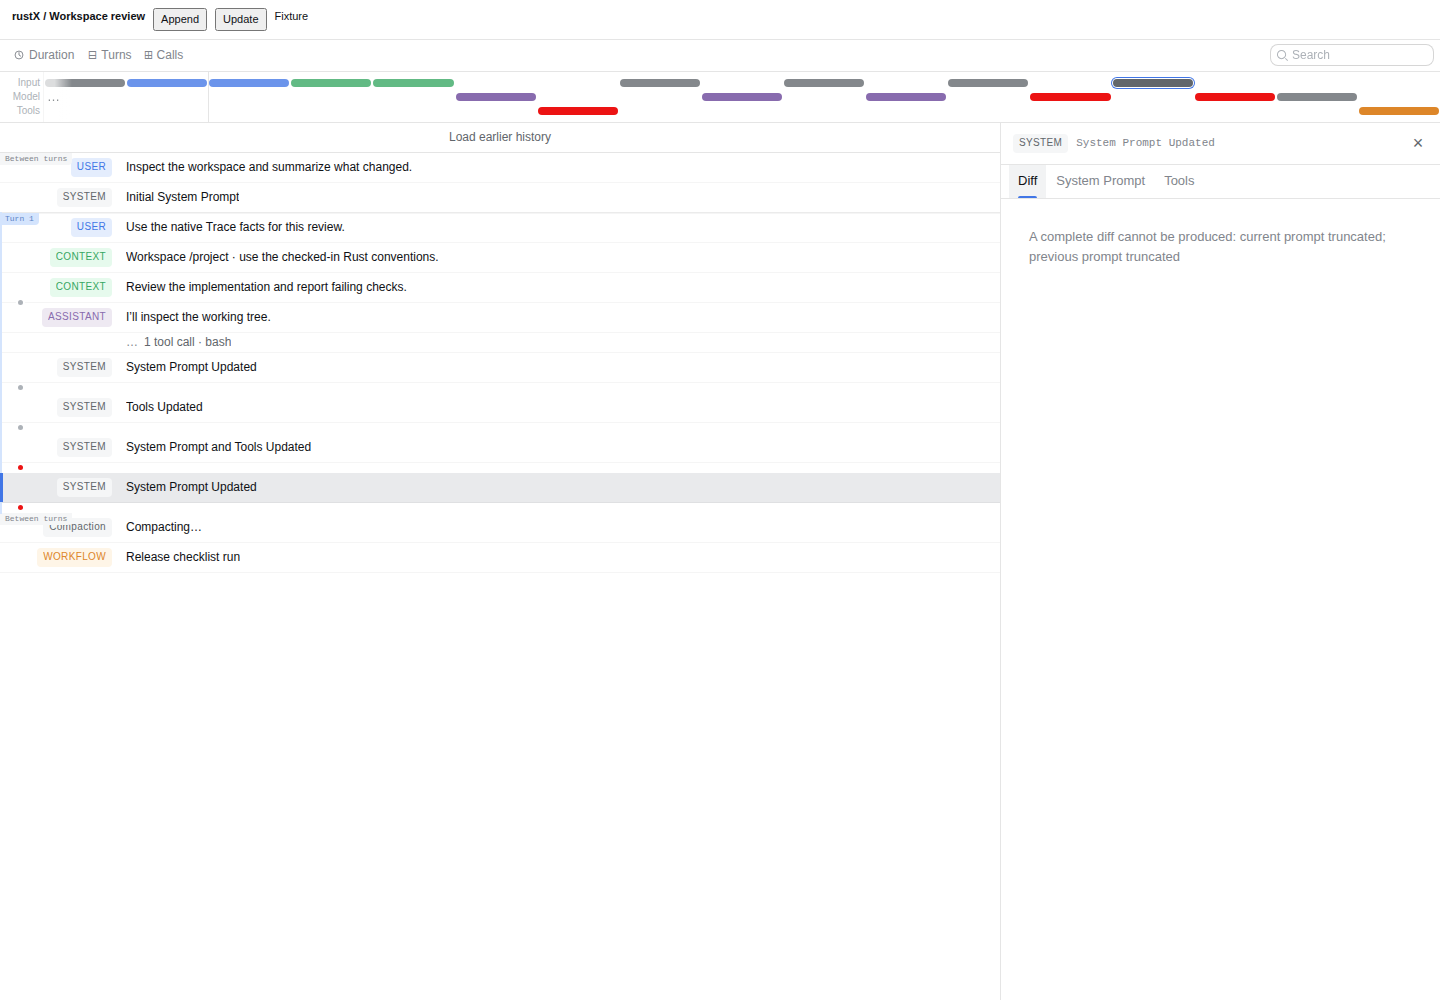 rustX / Workspace review Append Update Fixture
Duration Turns Calls Search
Input
Model …
Tools
Load earlier history
Between turns
USER Inspect the workspace and summarize what changed.
SYSTEM Initial System Prompt
Turn 1
USER Use the native Trace facts for this review.
CONTEXT Workspace /project · use the checked-in Rust conventions.
CONTEXT Review the implementation and report failing checks.
ASSISTANT I’ll inspect the working tree.
… 1 tool call · bash
SYSTEM System Prompt Updated
SYSTEM Tools Updated
SYSTEM System Prompt and Tools Updated
SYSTEM System Prompt Updated
Between turns
Compaction Compacting…
WORKFLOW Release checklist run
SYSTEM System Prompt Updated ×
Diff System Prompt Tools
A complete diff cannot be produced: current prompt truncated;
previous prompt truncated